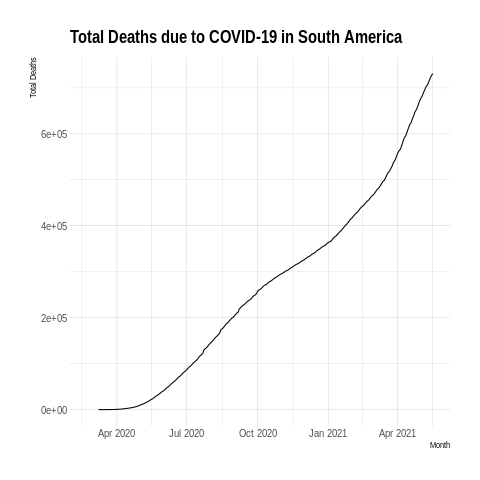 Total Deaths due to COVID-19 in South America
Total Deaths
6e+05
4e+05
2e+05
0e+00
Apr 2020 Jul 2020 Oct 2020 Jan 2021 Apr 2021
Month